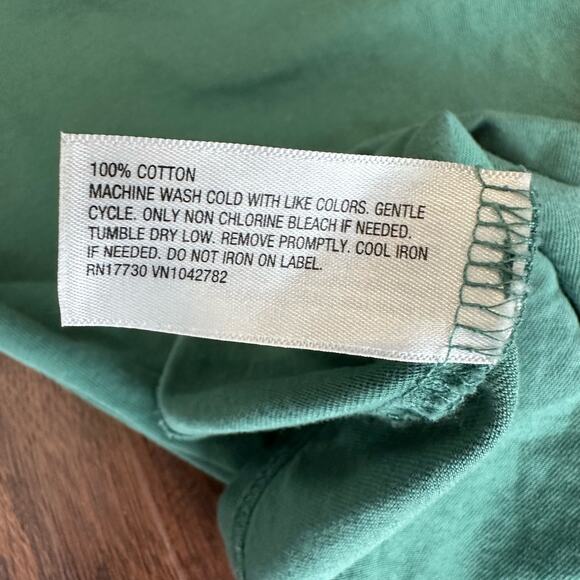 100% COTTON
MACHINE WASH COLD WITH LIKE COLORS. GENTLE
CYCLE. ONLY NON CHLORINE BLEACH IF NEEDED.
TUMBLE DRY LOW. REMOVE PROMPTLY. COOL IRON
IF NEEDED. DO NOT IRON ON LABEL.
RN17730 VN1042782